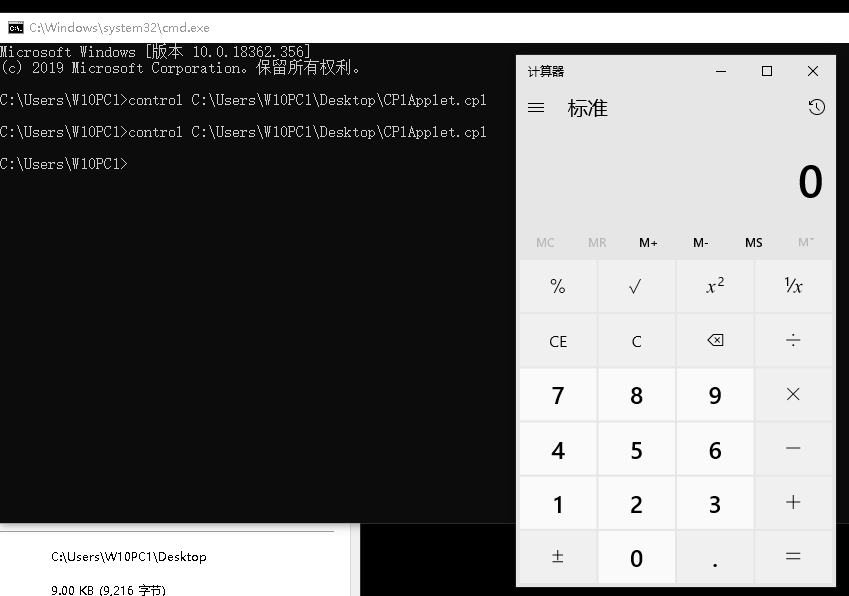 C:\Windows\system32\cmd.exe
Microsoft Windows [版本 10.0.18362.356]
(c) 2019 Microsoft Corporation。保留所有权利。
C:\Users\W10PC1>control C:\Users\W10PC1\Desktop\CPlApplet.cpl
C:\Users\W10PC1>control C:\Users\W10PC1\Desktop\CPlApplet.cpl
C:\Users\W10PC1>
计算器
标准
0
MC MR M+ M- MS M˅
% √ x² ¹/x
CE C ÷
7 8 9 ×
4 5 6 −
1 2 3 +
± 0 . =
C:\Users\W10PC1\Desktop
9.00 KB (9,216 字节)